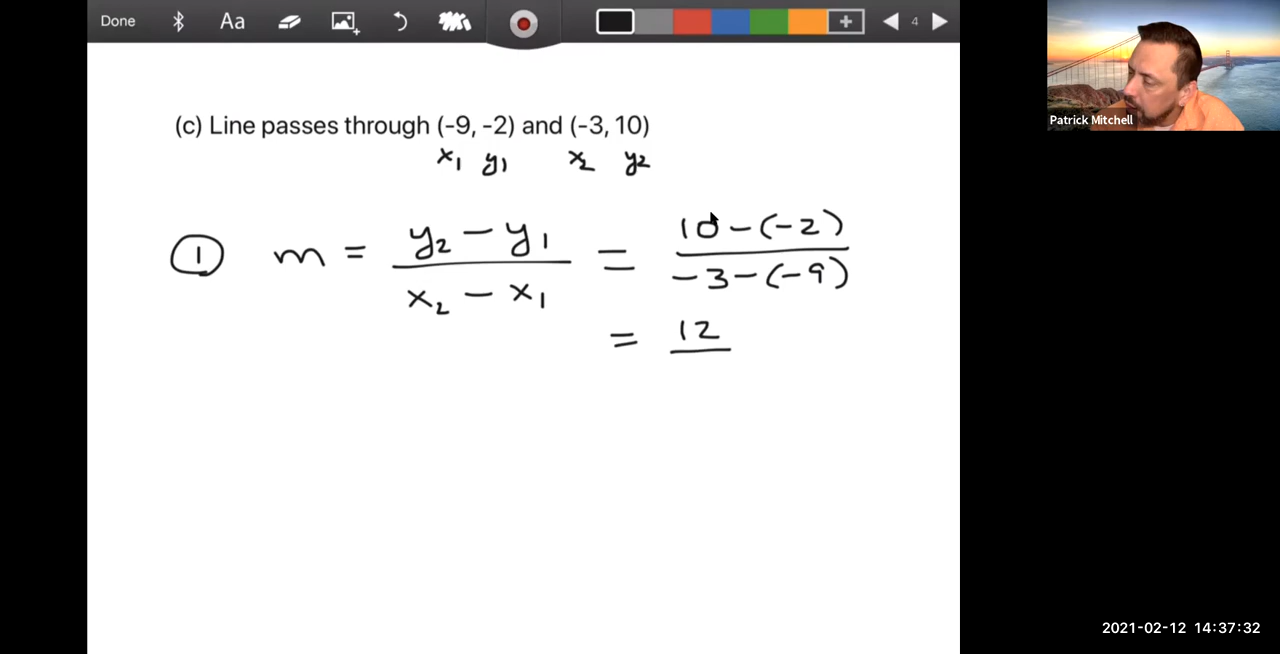 Done Aa 4
(c) Line passes through (-9, -2) and (-3, 10)
x₁ y₁ x₂ y₂
① m = (y₂ - y₁)/(x₂ - x₁) = (10 - (-2))/(-3 - (-9))
= 12
Patrick Mitchell
2021-02-12 14:37:32